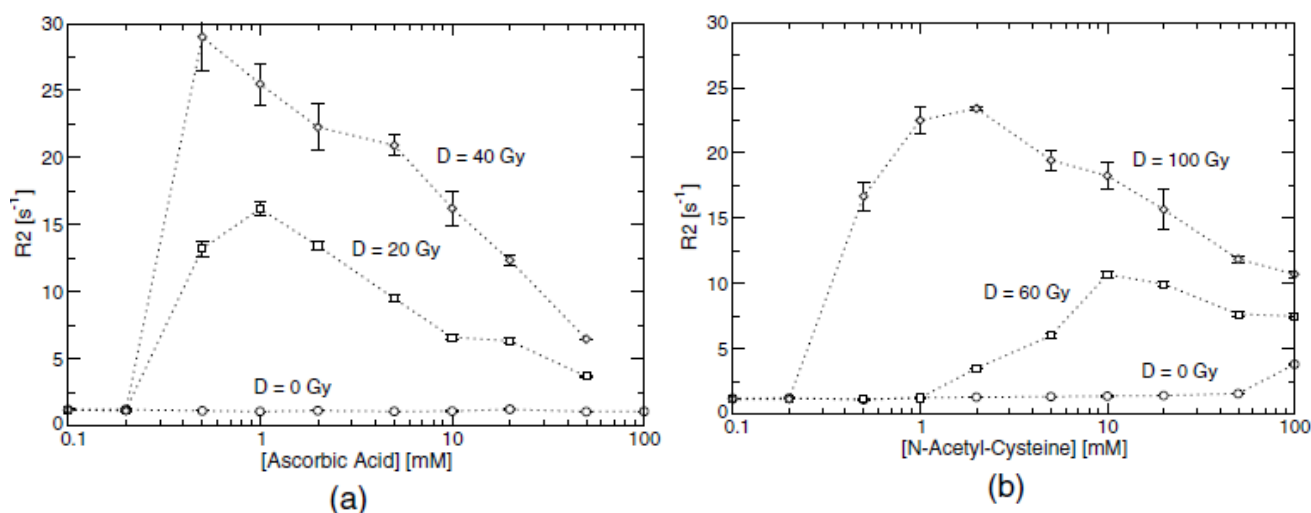 30
25
20
15
10
5
0
R2 [s⁻¹]
D = 40 Gy
D = 20 Gy
D = 0 Gy
0.1
1
10
100
[Ascorbic Acid] [mM]
(a)
30
25
20
15
10
5
0
R2 [s⁻¹]
D = 100 Gy
D = 60 Gy
D = 0 Gy
0.1
1
10
100
[N-Acetyl-Cysteine] [mM]
(b)